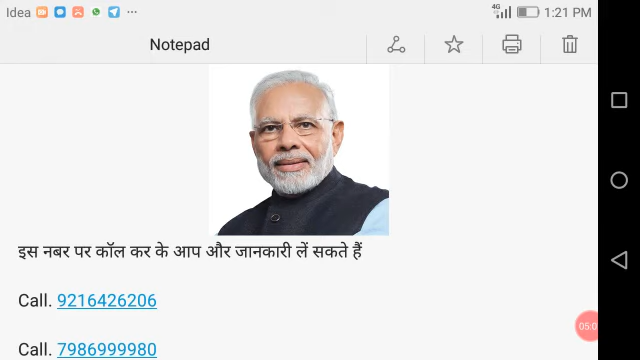 Idea 4G 1:21 PM
Notepad
इस नबर पर कॉल कर के आप और जानकारी लें सकते हैं
Call. 9216426206
Call. 7986999980
05:0